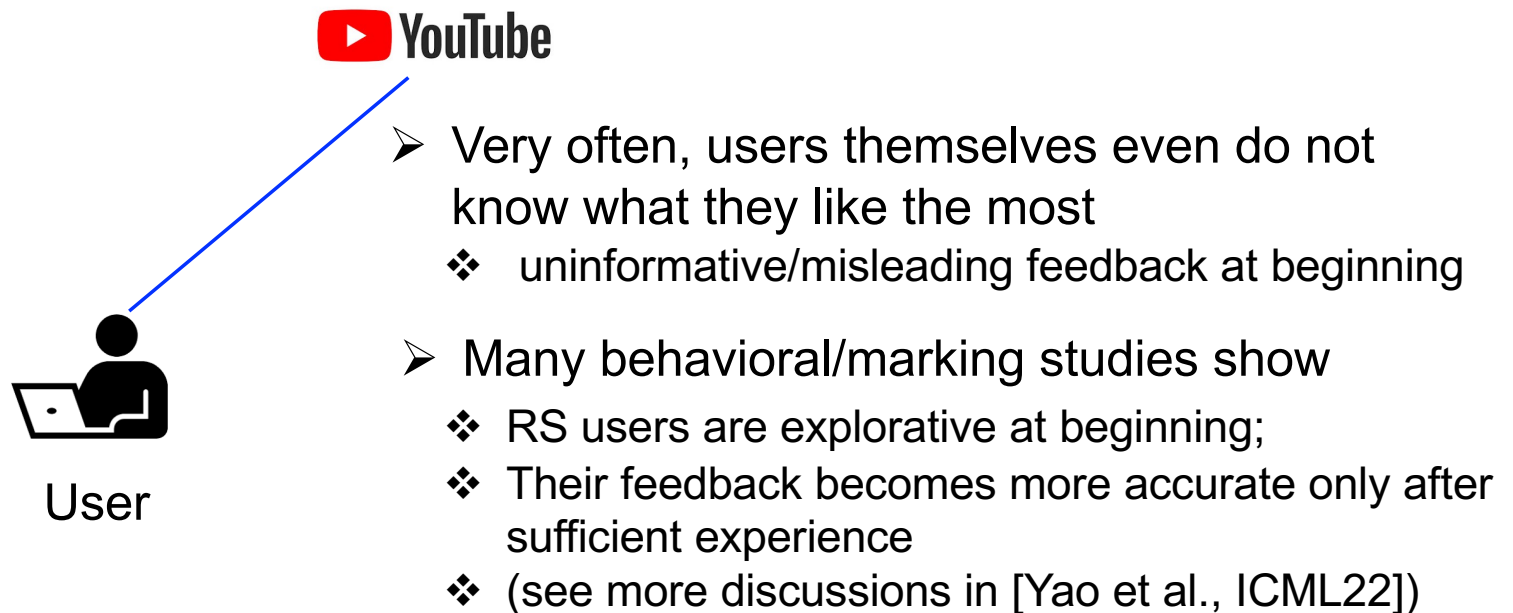 YouTube
➢ Very often, users themselves even do not
know what they like the most
❖ uninformative/misleading feedback at beginning
➢ Many behavioral/marking studies show
❖ RS users are explorative at beginning;
❖ Their feedback becomes more accurate only after
sufficient experience
❖ (see more discussions in [Yao et al., ICML22])
User